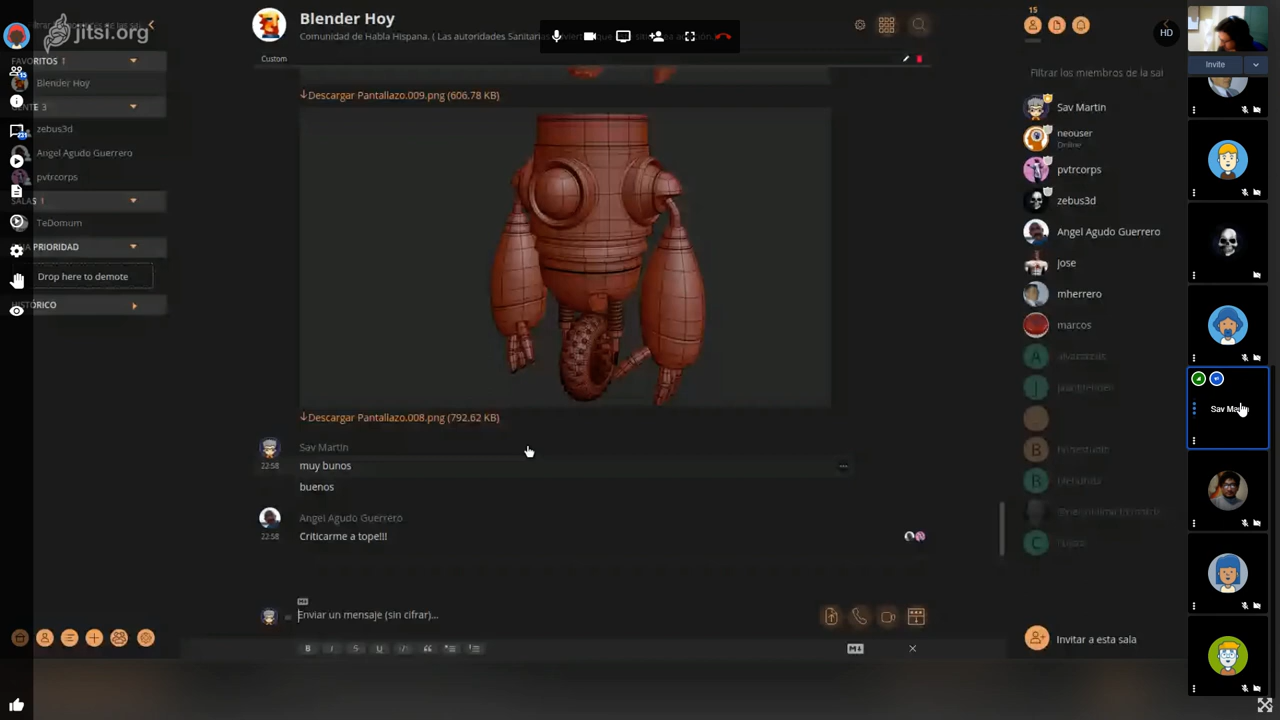 jitsi.org
FAVORITOS 1
Blender Hoy
GENTE 3
zebus3d
Angel Agudo Guerrero
pvtrcorps
SALAS 1
TeDomum
PRIORIDAD
Drop here to demote
HISTÓRICO
15
231
Blender Hoy
Comunidad de Habla Hispana. ( Las autoridades Sanitarias
Custom
Descargar Pantallazo.009.png (606.78 KB)
Descargar Pantallazo.008.png (792.62 KB)
Sav Martin
22:58
muy bunos
buenos
Angel Agudo Guerrero
22:58
Criticarme a tope!!!
Enviar un mensaje (sin cifrar)...
15
Filtrar los miembros de la sal
Sav Martin
neouser
Online
pvtrcorps
zebus3d
Angel Agudo Guerrero
jose
mherrero
marcos
A
J
B
B
C
Invitar a esta sala
HD
Invite
Sav Martin